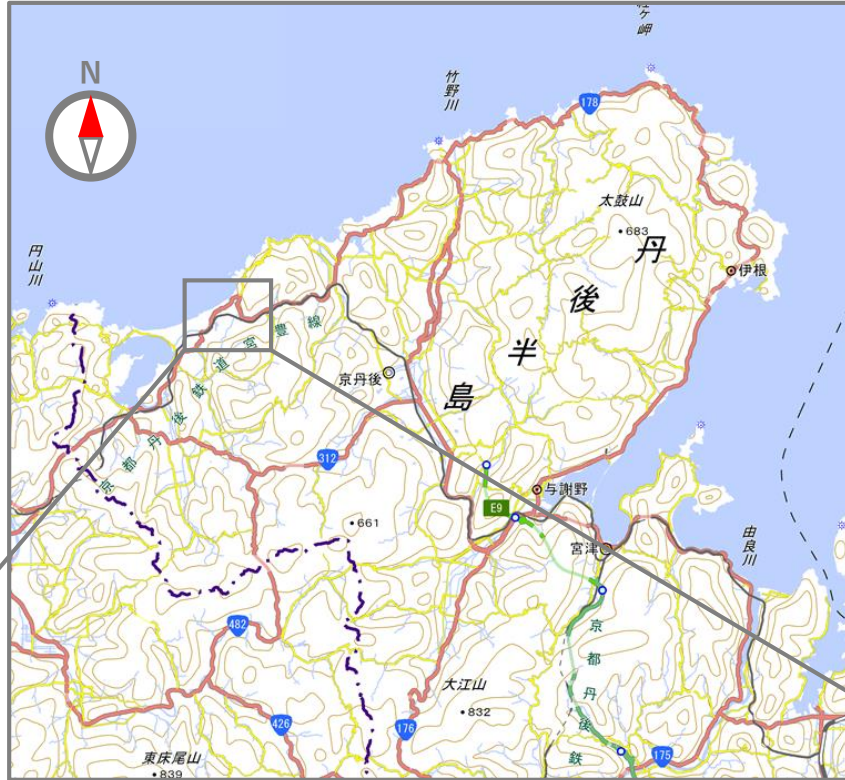 経ヶ岬
N
竹野川
178
太鼓山
683
円山川
伊根
丹後半島
京都丹後鉄道宮豊線
京丹後
312
与謝野
E9
661
宮津
由良川
482
京都丹後鉄
大江山
832
426
176
175
東床尾山
839